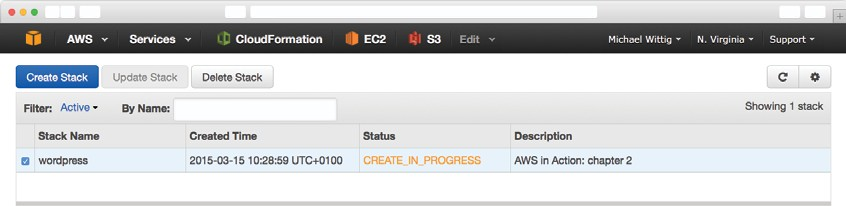 AWS Services CloudFormation EC2 S3 Edit Michael Wittig N. Virginia Support
Create Stack Update Stack Delete Stack
Filter: Active By Name: Showing 1 stack
Stack Name Created Time Status Description
wordpress 2015-03-15 10:28:59 UTC+0100 CREATE_IN_PROGRESS AWS in Action: chapter 2